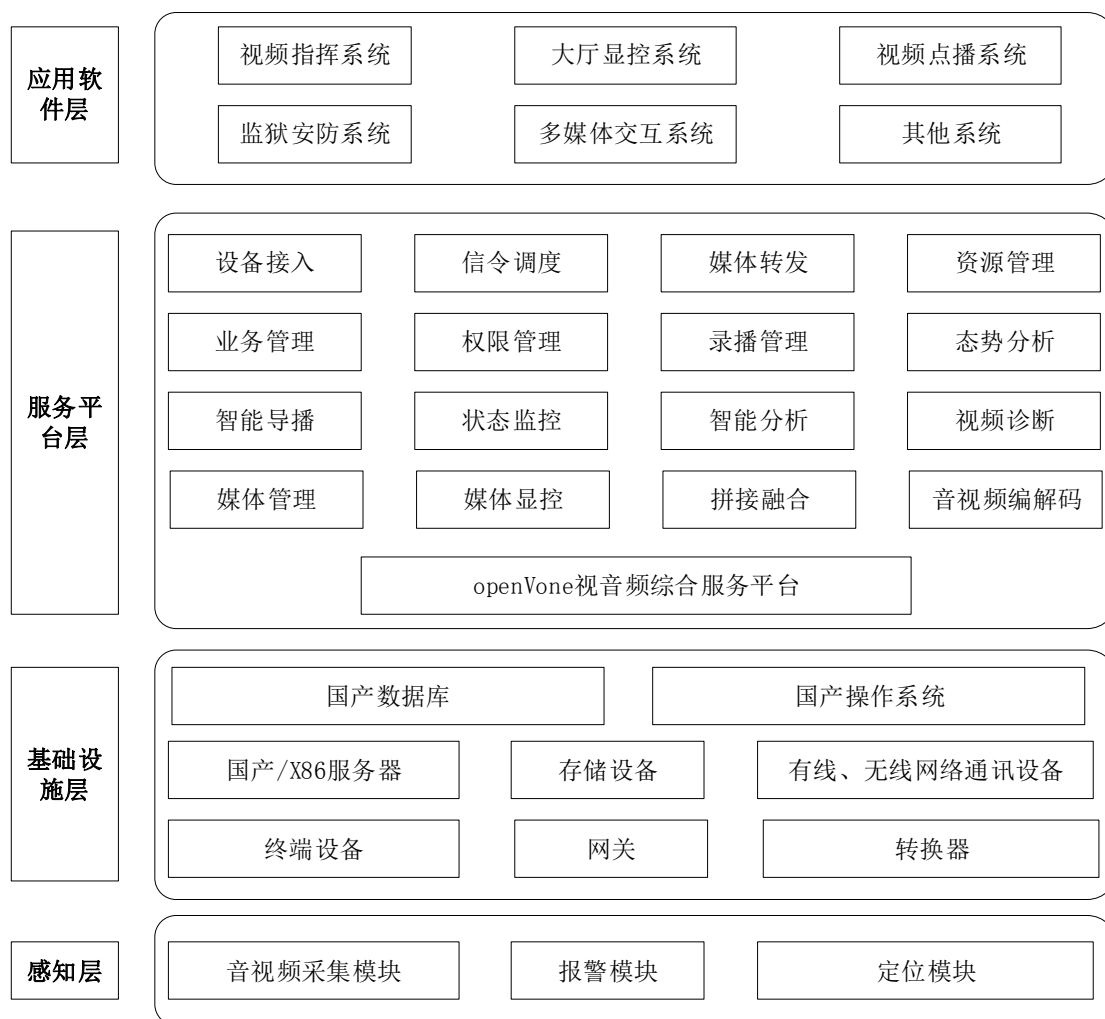 应用软
件层
视频指挥系统
大厅显控系统
视频点播系统
监狱安防系统
多媒体交互系统
其他系统
服务平
台层
设备接入
信令调度
媒体转发
资源管理
业务管理
权限管理
录播管理
态势分析
智能导播
状态监控
智能分析
视频诊断
媒体管理
媒体显控
拼接融合
音视频编解码
openVone视音频综合服务平台
基础设
施层
国产数据库
国产操作系统
国产/X86服务器
存储设备
有线、无线网络通讯设备
终端设备
网关
转换器
感知层
音视频采集模块
报警模块
定位模块